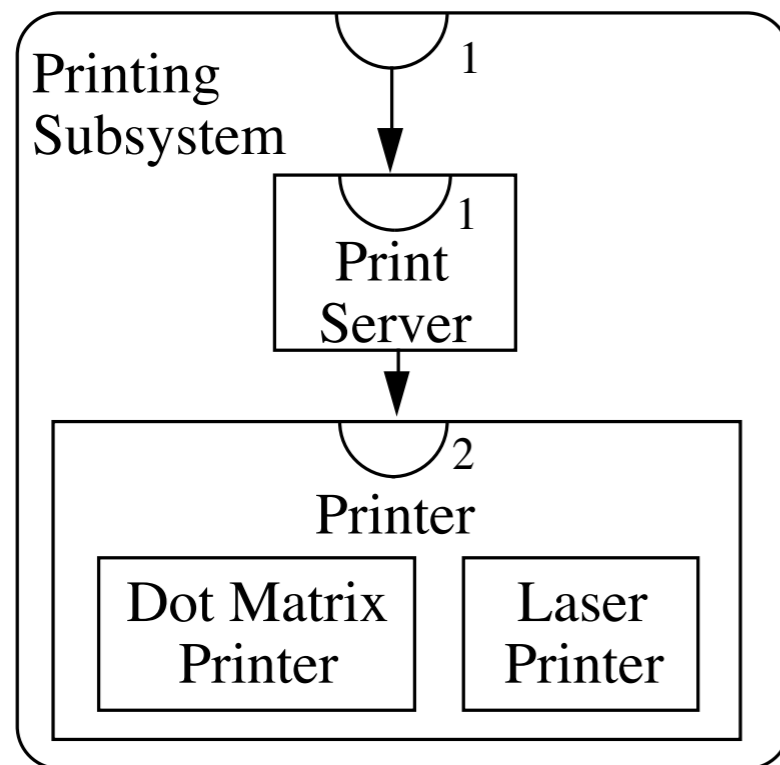 1
Printing
Subsystem
1
Print
Server
2
Printer
Dot Matrix
Printer
Laser
Printer